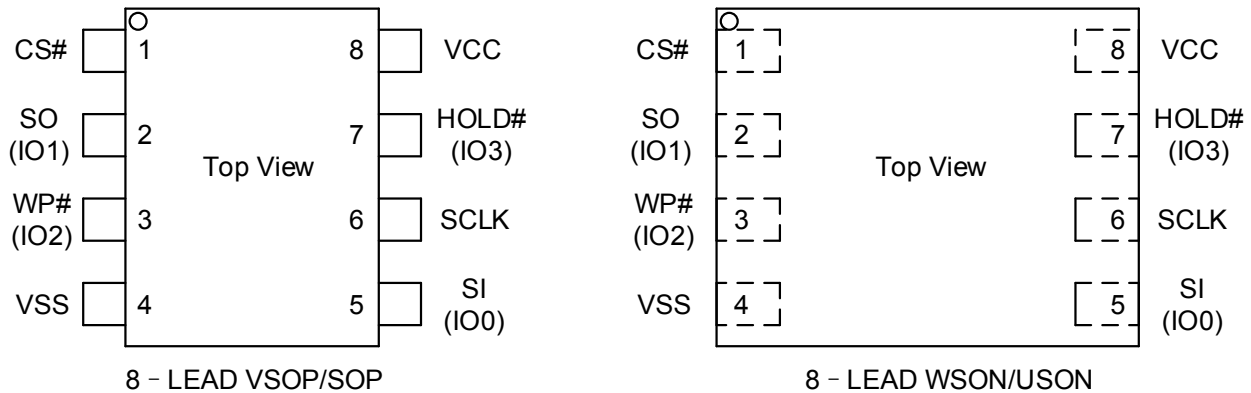 CS#
1
8
VCC
SO
(IO1)
2
7
HOLD#
(IO3)
Top View
WP#
(IO2)
3
6
SCLK
VSS
4
5
SI
(IO0)
8 – LEAD VSOP/SOP
CS#
1
8
VCC
SO
(IO1)
2
7
HOLD#
(IO3)
Top View
WP#
(IO2)
3
6
SCLK
VSS
4
5
SI
(IO0)
8 – LEAD WSON/USON